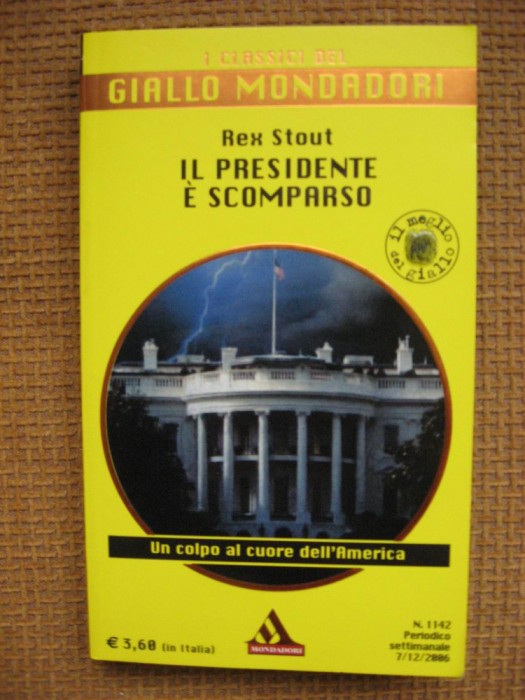 I CLASSICI DEL
GIALLO MONDADORI
Rex Stout
IL PRESIDENTE
È SCOMPARSO
il meglio
del giallo
Un colpo al cuore dell'America
€ 3,60 (in Italia)
MONDADORI
N. 1142
Periodico
settimanale
7/12/2006